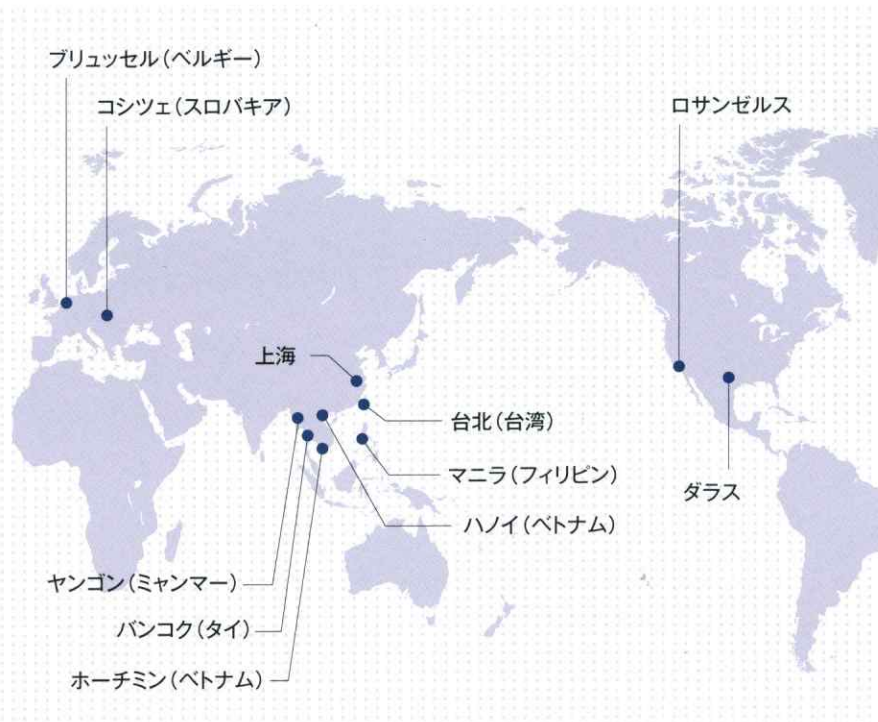 ブリュッセル(ベルギー)
コシツェ(スロバキア)
ロサンゼルス
上海
台北(台湾)
マニラ(フィリピン)
ダラス
ハノイ(ベトナム)
ヤンゴン(ミャンマー)
バンコク(タイ)
ホーチミン(ベトナム)